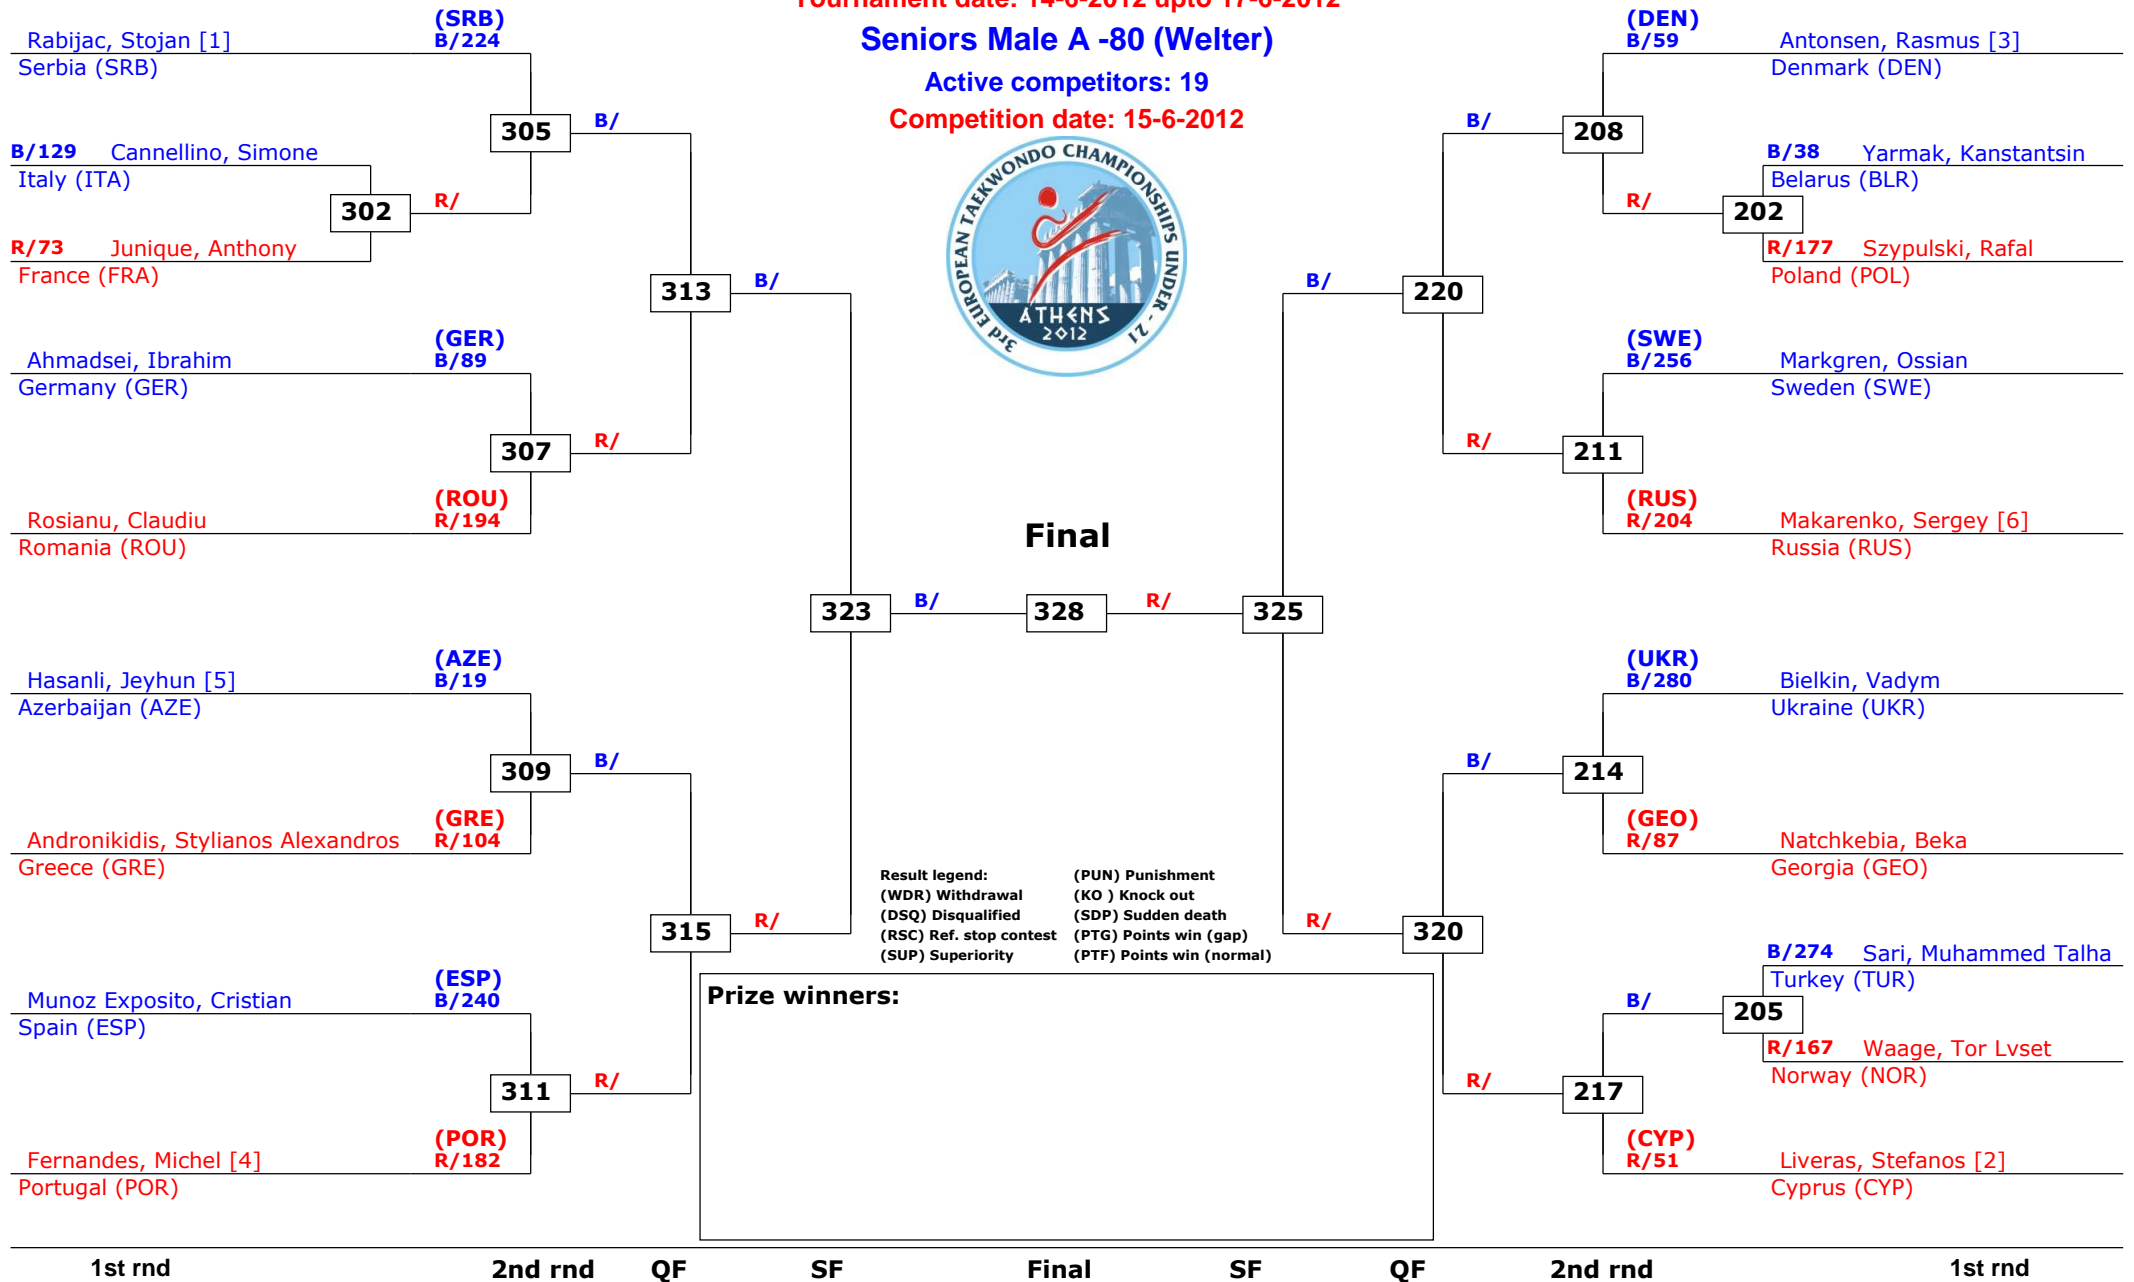 Tournament date: 14-6-2012 upto 17-6-2012
Seniors Male A -80 (Welter)
Active competitors: 19
Competition date: 15-6-2012
3rd EUROPEAN TAEKWONDO CHAMPIONSHIPS UNDER - 21
ATHENS
2012
(SRB)
Rabijac, Stojan [1] B/224
Serbia (SRB)
305 B/
B/129 Cannellino, Simone
Italy (ITA)
302 R/
R/73 Junique, Anthony
France (FRA)
313 B/
(GER)
Ahmadsei, Ibrahim B/89
Germany (GER)
307 R/
(ROU)
Rosianu, Claudiu R/194
Romania (ROU)
323 B/
(AZE)
Hasanli, Jeyhun [5] B/19
Azerbaijan (AZE)
309 B/
(GRE)
Andronikidis, Stylianos Alexandros R/104
Greece (GRE)
315 R/
(ESP)
Munoz Exposito, Cristian B/240
Spain (ESP)
311 R/
(POR)
Fernandes, Michel [4] R/182
Portugal (POR)
Final
328
(DEN)
B/59 Antonsen, Rasmus [3]
Denmark (DEN)
B/ 208
B/38 Yarmak, Kanstantsin
Belarus (BLR)
R/ 202
R/177 Szypulski, Rafal
Poland (POL)
B/ 220
(SWE)
B/256 Markgren, Ossian
Sweden (SWE)
R/ 211
(RUS)
R/204 Makarenko, Sergey [6]
Russia (RUS)
R/ 325
(UKR)
B/280 Bielkin, Vadym
Ukraine (UKR)
B/ 214
(GEO)
R/87 Natchkebia, Beka
Georgia (GEO)
R/ 320
B/274 Sari, Muhammed Talha
Turkey (TUR)
B/ 205
R/167 Waage, Tor Lvset
Norway (NOR)
R/ 217
(CYP)
R/51 Liveras, Stefanos [2]
Cyprus (CYP)
Result legend: (PUN) Punishment
(WDR) Withdrawal (KO ) Knock out
(DSQ) Disqualified (SDP) Sudden death
(RSC) Ref. stop contest (PTG) Points win (gap)
(SUP) Superiority (PTF) Points win (normal)
Prize winners:
1st rnd 2nd rnd QF SF Final SF QF 2nd rnd 1st rnd